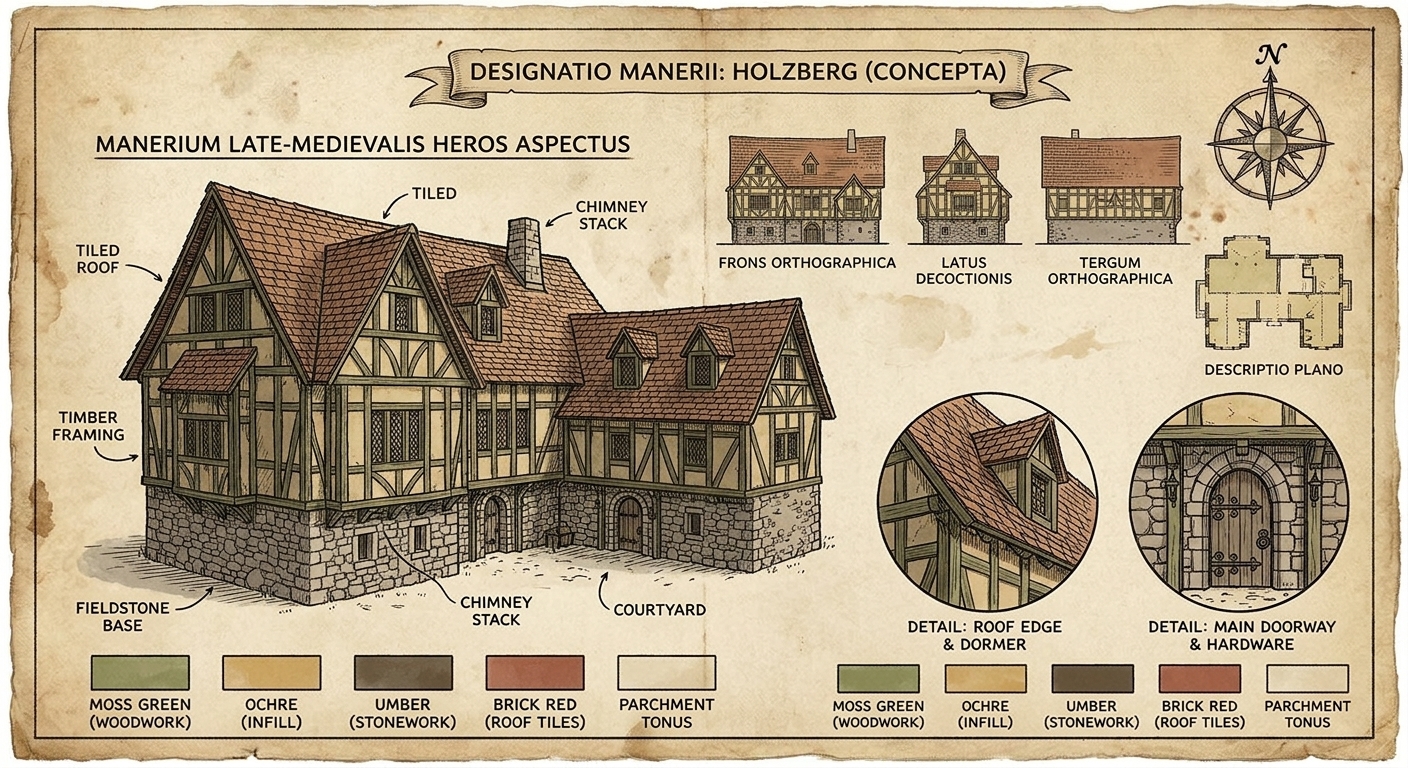 DESIGNATIO MANERII: HOLZBERG (CONCEPTA)
N
MANERIUM LATE-MEDIEVALIS HEROS ASPECTUS
TILED
CHIMNEY
STACK
TILED
ROOF
TIMBER
FRAMING
FIELDSTONE
BASE
CHIMNEY
STACK
COURTYARD
FRONS ORTHOGRAPHICA
LATUS
DECOCTIONIS
TERGUM
ORTHOGRAPHICA
DESCRIPTIO PLANO
DETAIL: ROOF EDGE
& DORMER
DETAIL: MAIN DOORWAY
& HARDWARE
MOSS GREEN
(WOODWORK)
OCHRE
(INFILL)
UMBER
(STONEWORK)
BRICK RED
(ROOF TILES)
PARCHMENT
TONUS
MOSS GREEN
(WOODWORK)
OCHRE
(INFILL)
UMBER
(STONEWORK)
BRICK RED
(ROOF TILES)
PARCHMENT
TONUS